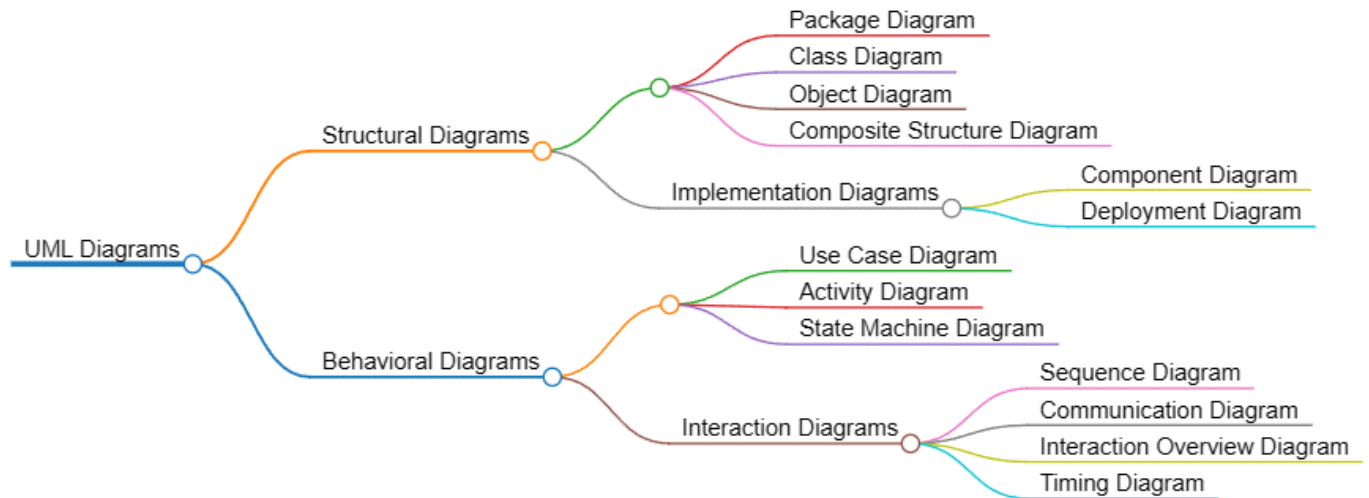 Package Diagram
Class Diagram
Object Diagram
Structural Diagrams
Composite Structure Diagram
Implementation Diagrams
Component Diagram
Deployment Diagram
UML Diagrams
Use Case Diagram
Activity Diagram
State Machine Diagram
Behavioral Diagrams
Sequence Diagram
Communication Diagram
Interaction Diagrams
Interaction Overview Diagram
Timing Diagram